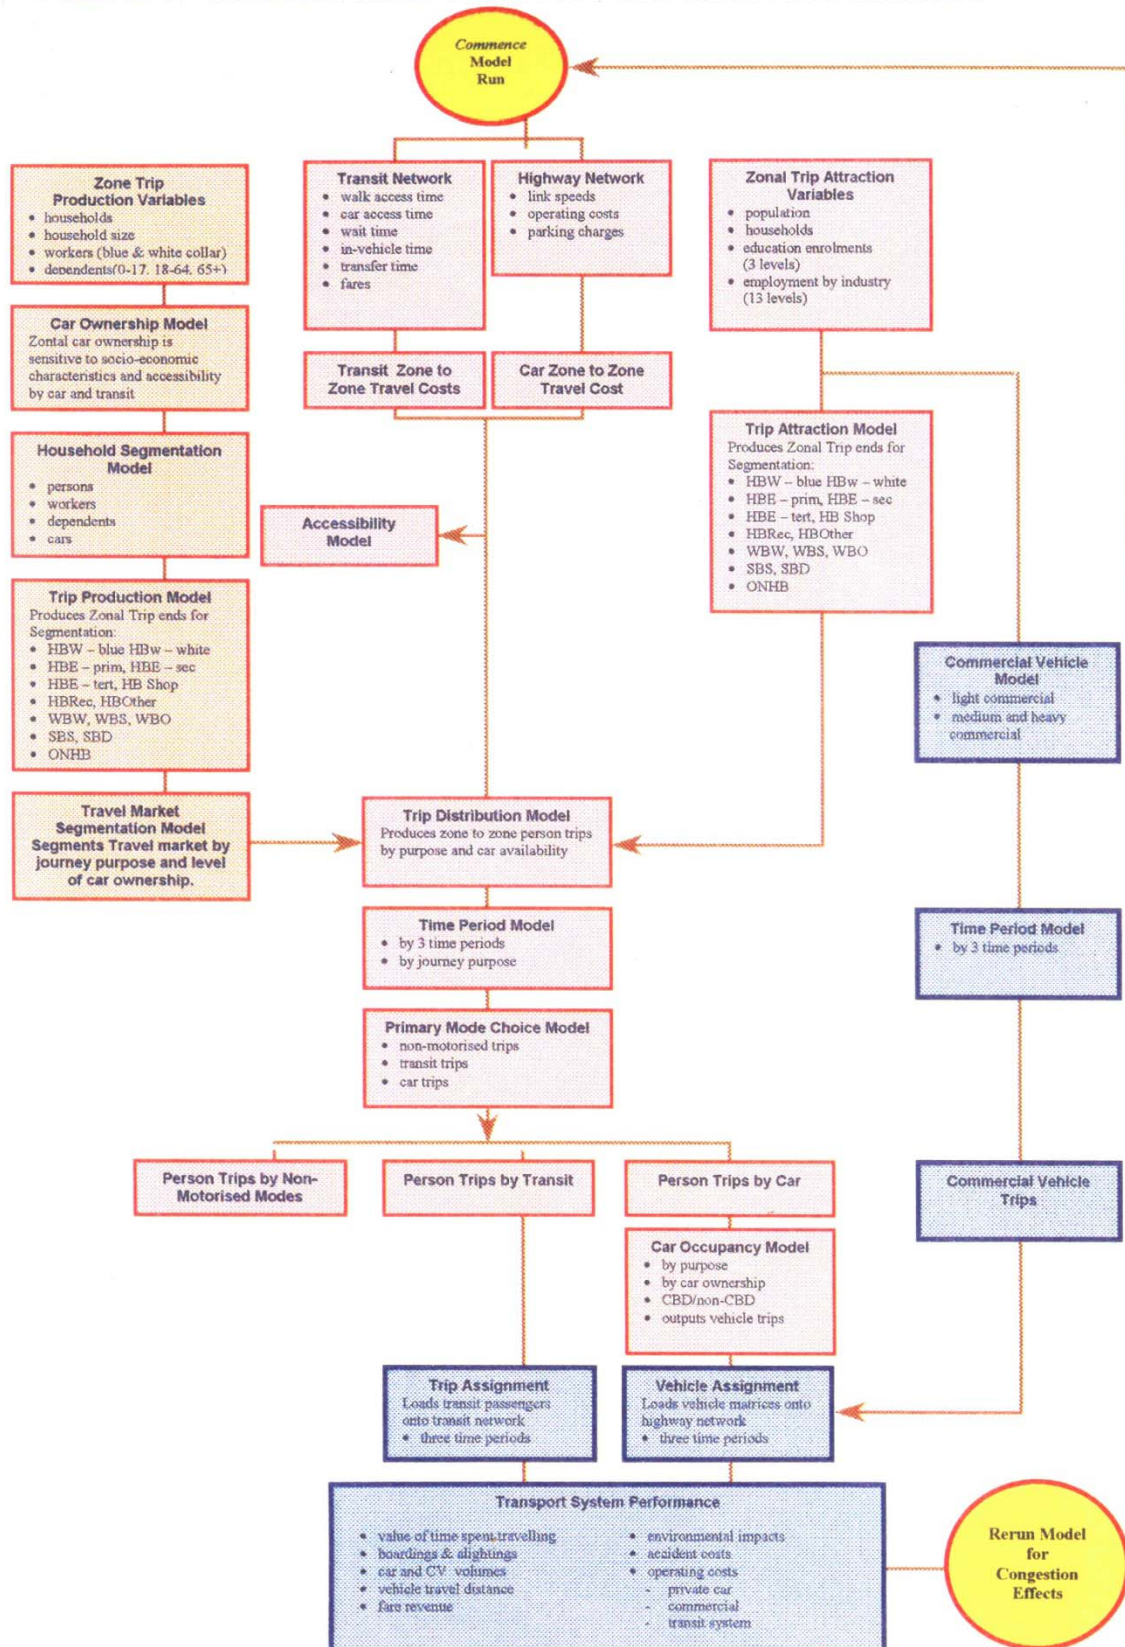 Commence
Model
Run
Zone Trip
Production Variables
• households
• household size
• workers (blue & white collar)
• dependents(0-17, 18-64, 65+)
Transit Network
• walk access time
• car access time
• wait time
• in-vehicle time
• transfer time
• fares
Highway Network
• link speeds
• operating costs
• parking charges
Zonal Trip Attraction
Variables
• population
• households
• education enrolments
(3 levels)
• employment by industry
(13 levels)
Car Ownership Model
Zontal car ownership is
sensitive to socio-economic
characteristics and accessibility
by car and transit
Transit Zone to
Zone Travel Costs
Car Zone to Zone
Travel Cost
Household Segmentation
Model
• persons
• workers
• dependents
• cars
Accessibility
Model
Trip Attraction Model
Produces Zonal Trip ends for
Segmentation:
• HBW – blue HBw – white
• HBE – prim, HBE – sec
• HBE – tert, HB Shop
• HBRec, HBOther
• WBW, WBS, WBO
• SBS, SBD
• ONHB
Trip Production Model
Produces Zonal Trip ends for
Segmentation:
• HBW – blue HBw – white
• HBE – prim, HBE – sec
• HBE – tert, HB Shop
• HBRec, HBOther
• WBW, WBS, WBO
• SBS, SBD
• ONHB
Commercial Vehicle
Model
• light commercial
• medium and heavy
commercial
Travel Market
Segmentation Model
Segments Travel market by
journey purpose and level
of car ownership.
Trip Distribution Model
Produces zone to zone person trips
by purpose and car availability
Time Period Model
• by 3 time periods
• by journey purpose
Time Period Model
• by 3 time periods
Primary Mode Choice Model
• non-motorised trips
• transit trips
• car trips
Person Trips by Non-
Motorised Modes
Person Trips by Transit
Person Trips by Car
Commercial Vehicle
Trips
Car Occupancy Model
• by purpose
• by car ownership
• CBD/non-CBD
• outputs vehicle trips
Trip Assignment
Loads transit passengers
onto transit network
• three time periods
Vehicle Assignment
Loads vehicle matrices onto
highway network
• three time periods
Transport System Performance
• value of time spent travelling
• boardings & alightings
• car and CV volumes
• vehicle travel distance
• fare revenue
• environmental impacts
• accident costs
• operating costs
- private car
- commercial
- transit system
Rerun Model
for
Congestion
Effects